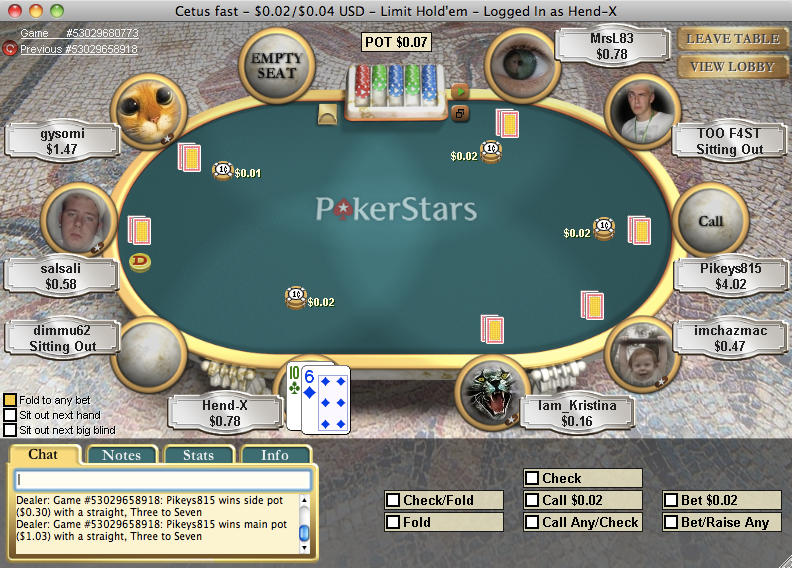 Cetus fast - $0.02/$0.04 USD - Limit Hold'em - Logged In as Hend-X
Game #53029660773
Previous #53029658918
POT $0.07
EMPTY
SEAT
MrsL83
$0.78
LEAVE TABLE
VIEW LOBBY
gysomi
$1.47
TOO F4ST
Sitting Out
$0.01
$0.02
PokerStars
Call
salsali
$0.58
D
$0.02
Pikeys815
$4.02
$0.02
dimmu62
Sitting Out
imchazmac
$0.47
10
6
Hend-X
$0.78
Iam_Kristina
$0.16
Fold to any bet
Sit out next hand
Sit out next big blind
Chat
Notes
Stats
Info
Dealer: Game #53029658918: Pikeys815 wins side pot
($0.30) with a straight, Three to Seven
Dealer: Game #53029658918: Pikeys815 wins main pot
($1.03) with a straight, Three to Seven
Check
Check/Fold
Call $0.02
Bet $0.02
Fold
Call Any/Check
Bet/Raise Any